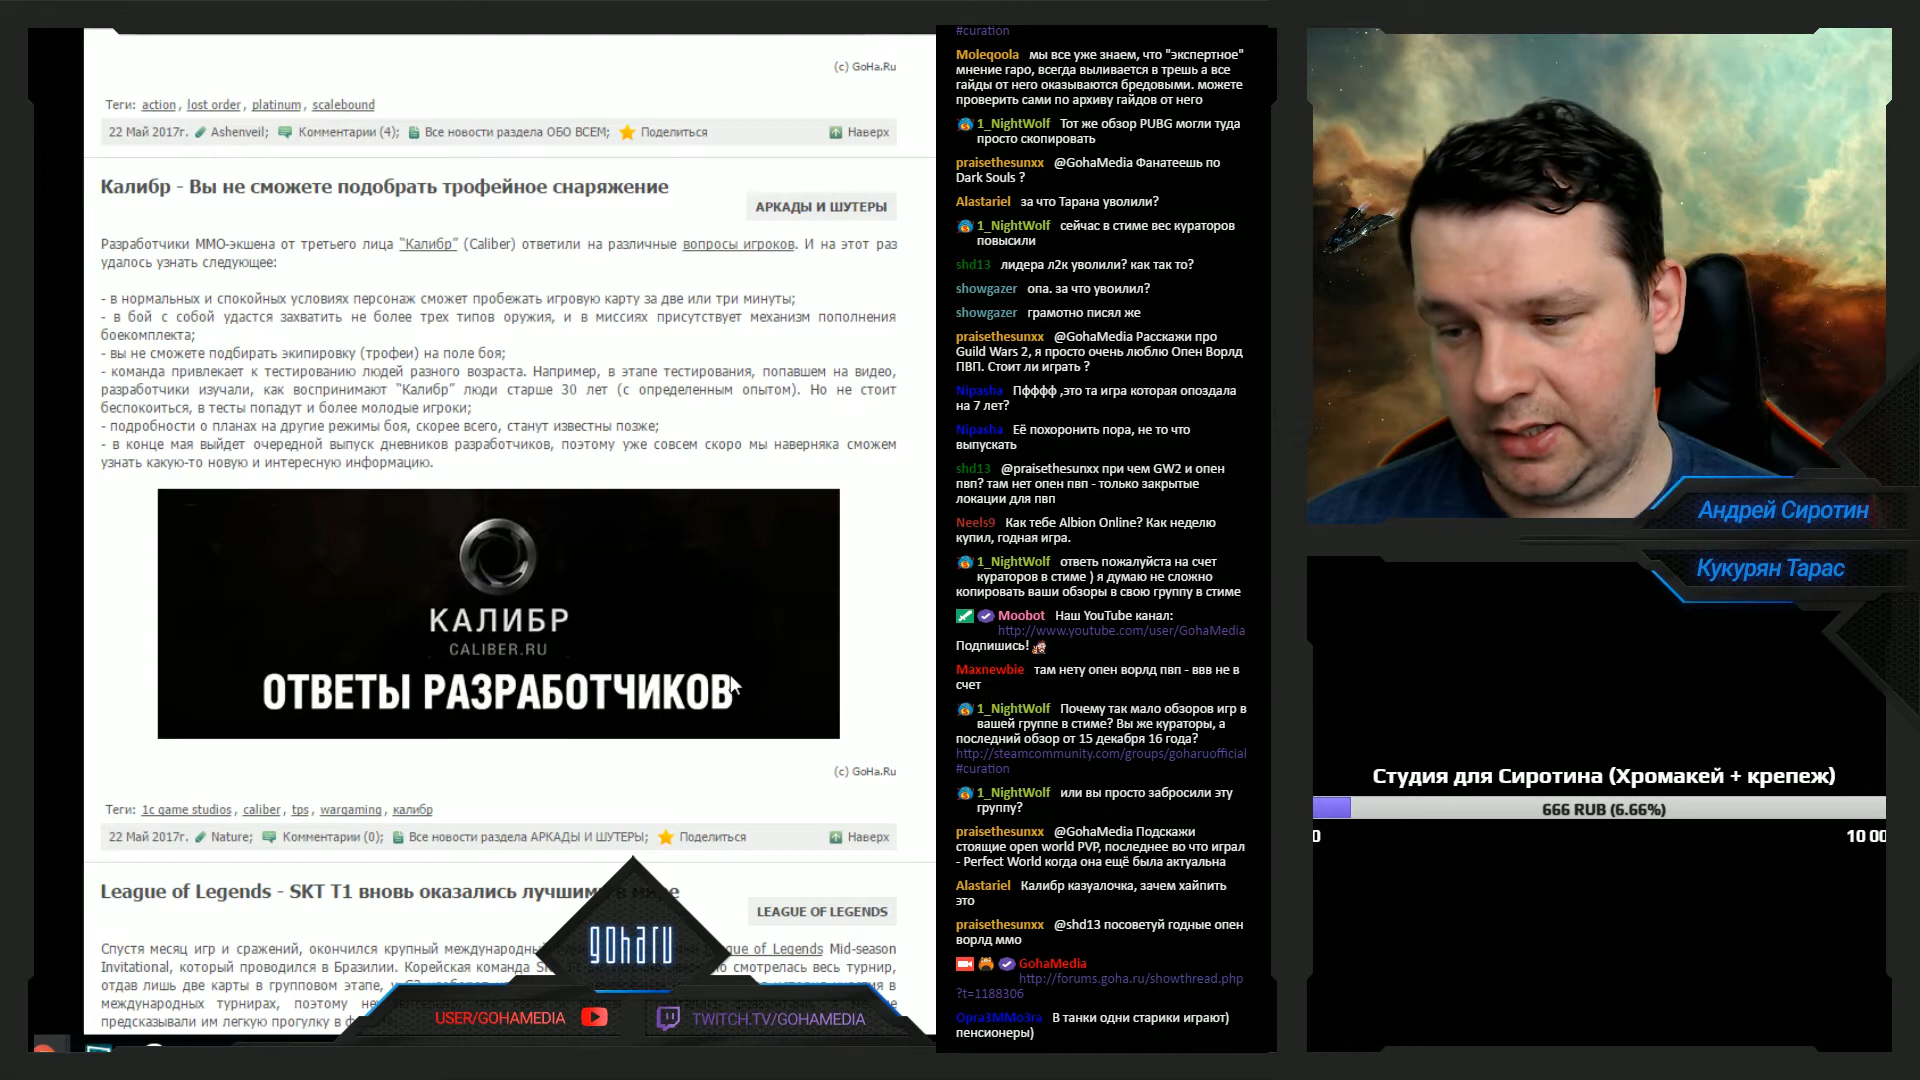 (c) GoHa.Ru
Теги: action, lost order, platinum, scalebound
22 Май 2017г. Ashenveil; Комментарии (4); Все новости раздела ОБО ВСЕМ; Поделиться Наверх
Калибр - Вы не сможете подобрать трофейное снаряжение
АРКАДЫ И ШУТЕРЫ
Разработчики ММО-экшена от третьего лица "Калибр" (Caliber) ответили на различные вопросы игроков. И на этот раз
удалось узнать следующее:
- в нормальных и спокойных условиях персонаж сможет пробежать игровую карту за две или три минуты;
- в бой с собой удастся захватить не более трех типов оружия, и в миссиях присутствует механизм пополнения
боекомплекта;
- вы не сможете подбирать экипировку (трофеи) на поле боя;
- команда привлекает к тестированию людей разного возраста. Например, в этапе тестирования, попавшем на видео,
разработчики изучали, как воспринимают "Калибр" люди старше 30 лет (с определенным опытом). Но не стоит
беспокоиться, в тесты попадут и более молодые игроки;
- подробности о планах на другие режимы боя, скорее всего, станут известны позже;
- в конце мая выйдет очередной выпуск дневников разработчиков, поэтому уже совсем скоро мы наверняка сможем
узнать какую-то новую и интересную информацию.
КАЛИБР
CALIBER.RU
ОТВЕТЫ РАЗРАБОТЧИКОВ
(c) GoHa.Ru
Теги: 1c game studios, caliber, tps, wargaming, калибр
22 Май 2017г. Nature; Комментарии (0); Все новости раздела АРКАДЫ И ШУТЕРЫ; Поделиться Наверх
League of Legends - SKT T1 вновь оказались лучшими в мире
LEAGUE OF LEGENDS
Спустя месяц игр и сражений, окончился крупный международный of Legends Mid-season
Invitational, который проводился в Бразилии. Корейская команда смотрелась весь турнир,
отдав лишь две карты в групповом этапе, в
международных турнирах, поэтому
предсказывали им легкую прогулку в
goharu
USER/GOHAMEDIA
TWITCH.TV/GOHAMEDIA
#curation
Moleqoola мы все уже знаем, что "экспертное"
мнение гаро, всегда выливается в трешь а все
гайды от него оказываются бредовыми. можете
проверить сами по архиву гайдов от него
1_NightWolf Тот же обзор PUBG могли туда
просто скопировать
praisethesunxx @GohaMedia Фанатеешь по
Dark Souls ?
Alastariel за что Тарана уволили?
1_NightWolf сейчас в стиме вес кураторов
повысили
shd13 лидера л2к уволили? как так то?
showgazer опа. за что увоилил?
showgazer грамотно писял же
praisethesunxx @GohaMedia Расскажи про
Guild Wars 2, я просто очень люблю Опен Ворлд
ПВП. Стоит ли играть ?
Nipasha Пфффф ,это та игра которая опоздала
на 7 лет?
Nipasha Её похоронить пора, не то что
выпускать
shd13 @praisethesunxx при чем GW2 и опен
пвп? там нет опен пвп - только закрытые
локации для пвп
Neels9 Как тебе Albion Online? Как неделю
купил, годная игра.
1_NightWolf ответь пожалуйста на счет
кураторов в стиме ) я думаю не сложно
копировать ваши обзоры в свою группу в стиме
Moobot Наш YouTube канал:
http://www.youtube.com/user/GohaMedia
Подпишись!
Maxnewbie там нету опен ворлд пвп - ввв не в
счет
1_NightWolf Почему так мало обзоров игр в
вашей группе в стиме? Вы же кураторы, а
последний обзор от 15 декабря 16 года?
http://steamcommunity.com/groups/goharuofficial
#curation
1_NightWolf или вы просто забросили эту
группу?
praisethesunxx @GohaMedia Подскажи
стоящие open world PVP, последнее во что играл
- Perfect World когда она ещё была актуальна
Alastariel Калибр казуалочка, зачем хайпить
это
praisethesunxx @shd13 посоветуй годные опен
ворлд ммо
GohaMedia
http://forums.goha.ru/showthread.php
?t=1188306
Opra3MMo3ra В танки одни старики играют)
пенсионеры)
Андрей Сиротин
Кукурян Тарас
Студия для Сиротина (Хромакей + крепеж)
666 RUB (6.66%)
0 10 00